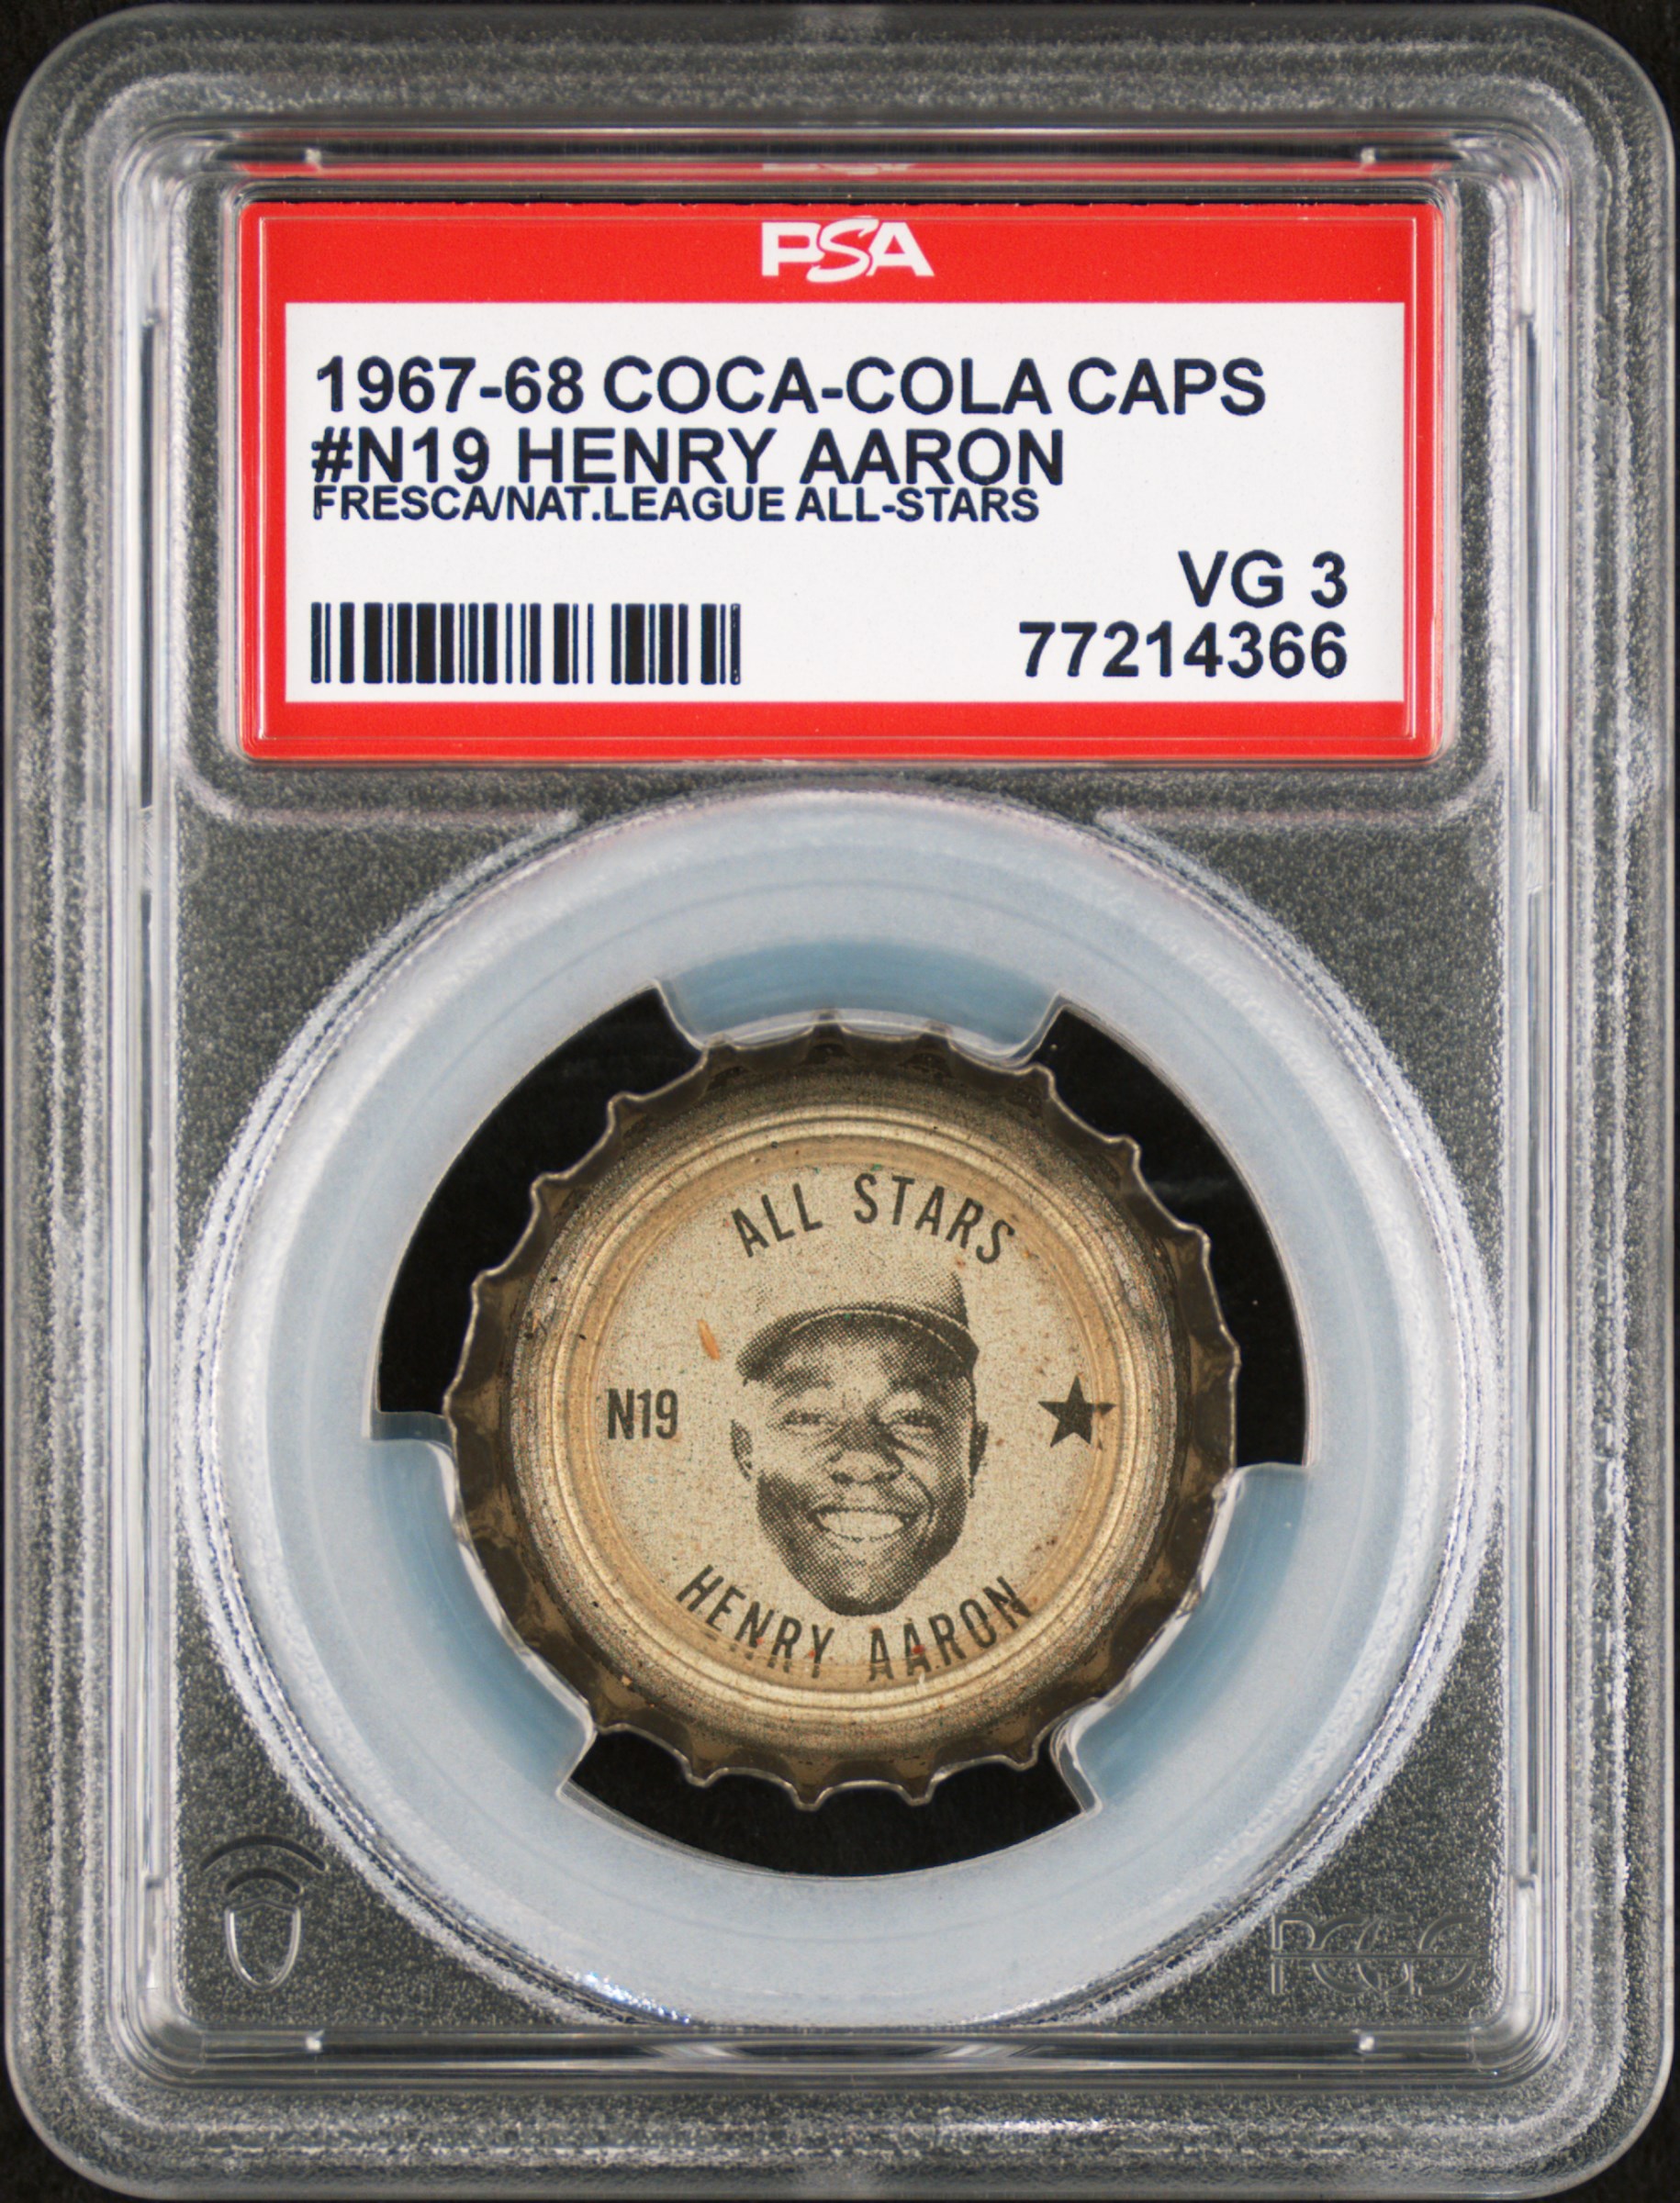 PSA
1967-68 COCA-COLA CAPS
#N19 HENRY AARON
FRESCA/NAT.LEAGUE ALL-STARS
VG 3
77214366
ALL STARS
N19
HENRY AARON
PCGS